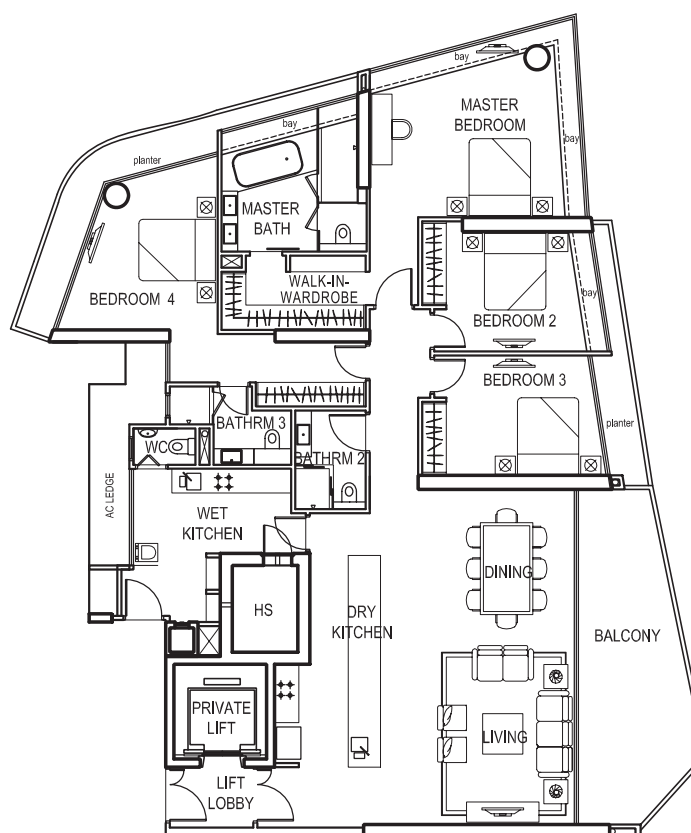 bay
MASTER
BEDROOM
bay
planter
bay
MASTER
BATH
WALK-IN-
WARDROBE
BEDROOM 4
bay
BEDROOM 2
BEDROOM 3
planter
BATHRM 3
WC
BATHRM 2
AC LEDGE
WET
KITCHEN
DINING
HS
DRY
KITCHEN
BALCONY
PRIVATE
LIFT
LIVING
LIFT
LOBBY